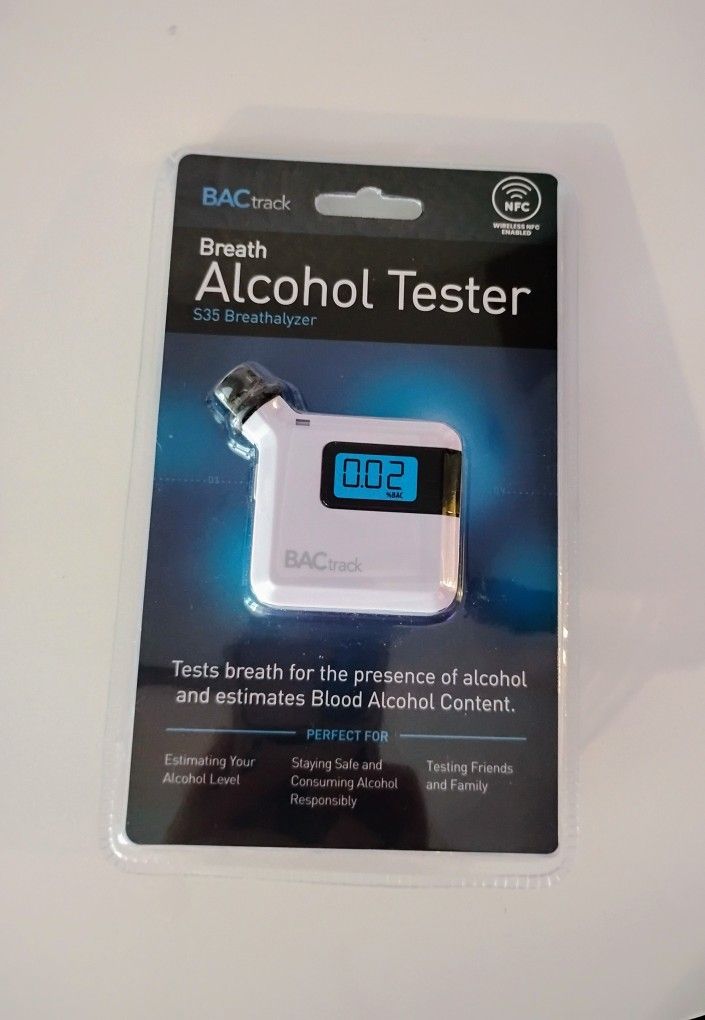 BACtrack
NFC
WIRELESS NFC
ENABLED
Breath
Alcohol Tester
S35 Breathalyzer
0.02
%BAC
BACtrack
Tests breath for the presence of alcohol
and estimates Blood Alcohol Content.
PERFECT FOR
Estimating Your
Alcohol Level
Staying Safe and
Consuming Alcohol
Responsibly
Testing Friends
and Family